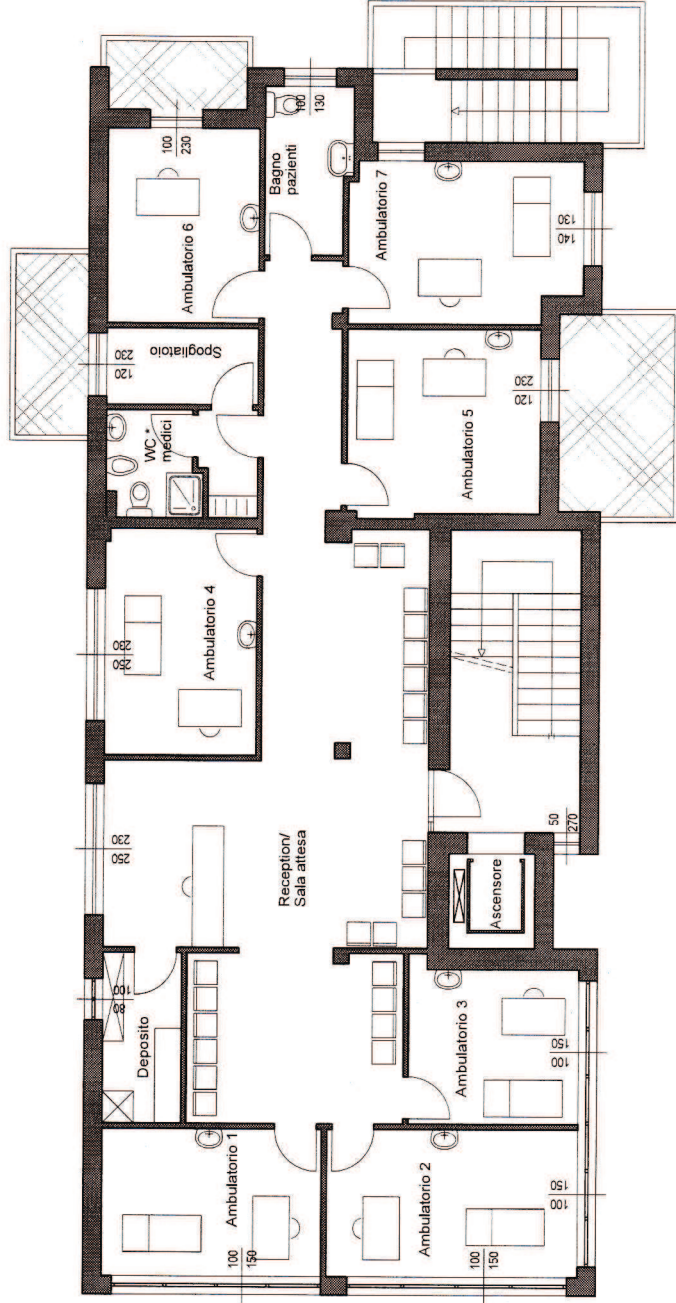 100
230
100
130
Bagno
pazienti
Ambulatorio 6
Ambulatorio 7
130
140
230
120
Spogliatoio
WC *
medici
Ambulatorio 5
230
120
Ambulatorio 4
230
250
230
250
Reception/
Sala attesa
50
270
Ascensore
100
80
Deposito
Ambulatorio 3
150
100
Ambulatorio 1
Ambulatorio 2
150
100
100
150
100
150